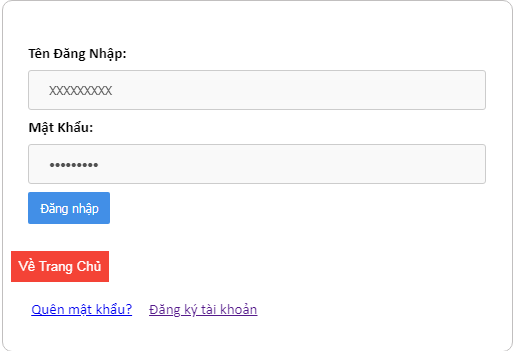 Tên Đăng Nhập:
XXXXXXXXX
Mật Khẩu:
•••••••••
Đăng nhập
Về Trang Chủ
Quên mật khẩu? Đăng ký tài khoản